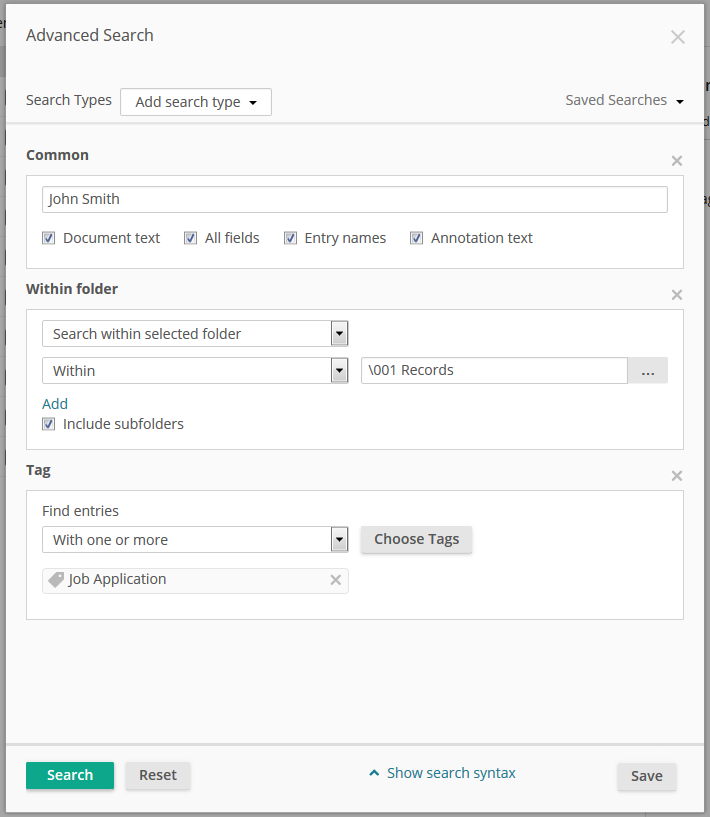 Advanced Search
Search Types Add search type Saved Searches
Common
John Smith
Document text All fields Entry names Annotation text
Within folder
Search within selected folder
Within \001 Records ...
Add
Include subfolders
Tag
Find entries
With one or more Choose Tags
Job Application
Search Reset Show search syntax Save